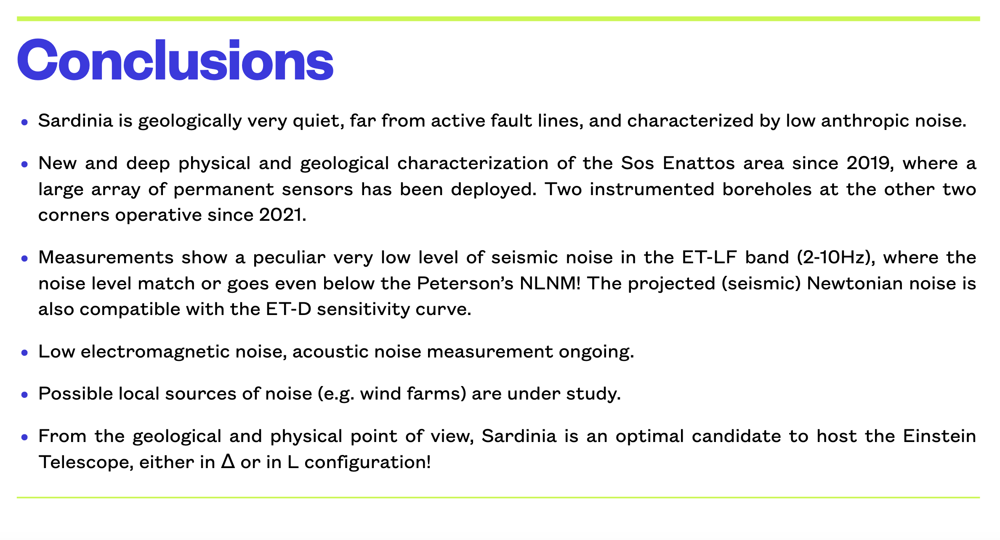 Conclusions
• Sardinia is geologically very quiet, far from active fault lines, and characterized by low anthropic noise.
• New and deep physical and geological characterization of the Sos Enattos area since 2019, where a
large array of permanent sensors has been deployed. Two instrumented boreholes at the other two
corners operative since 2021.
• Measurements show a peculiar very low level of seismic noise in the ET-LF band (2-10Hz), where the
noise level match or goes even below the Peterson’s NLNM! The projected (seismic) Newtonian noise is
also compatible with the ET-D sensitivity curve.
• Low electromagnetic noise, acoustic noise measurement ongoing.
• Possible local sources of noise (e.g. wind farms) are under study.
• From the geological and physical point of view, Sardinia is an optimal candidate to host the Einstein
Telescope, either in Δ or in L configuration!